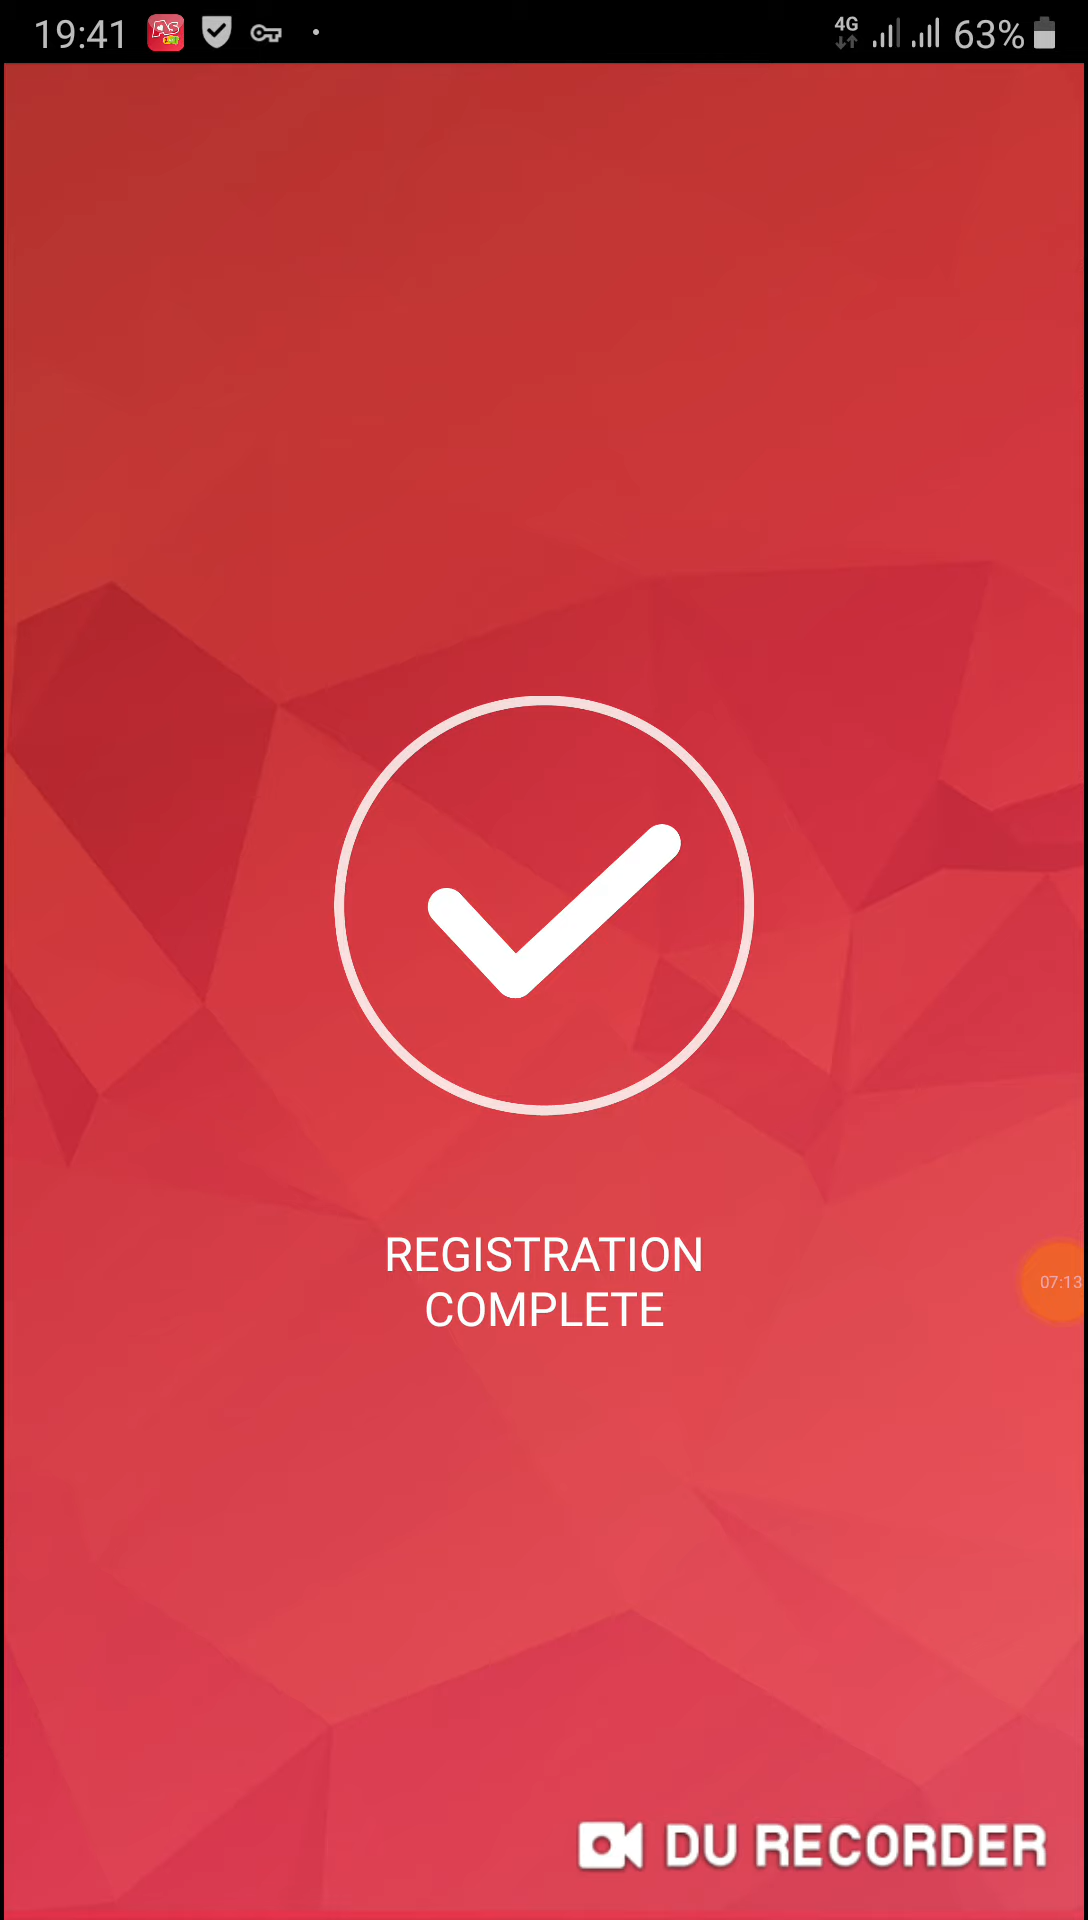 19:41
4G
63%
REGISTRATION
COMPLETE
07:13
DU RECORDER